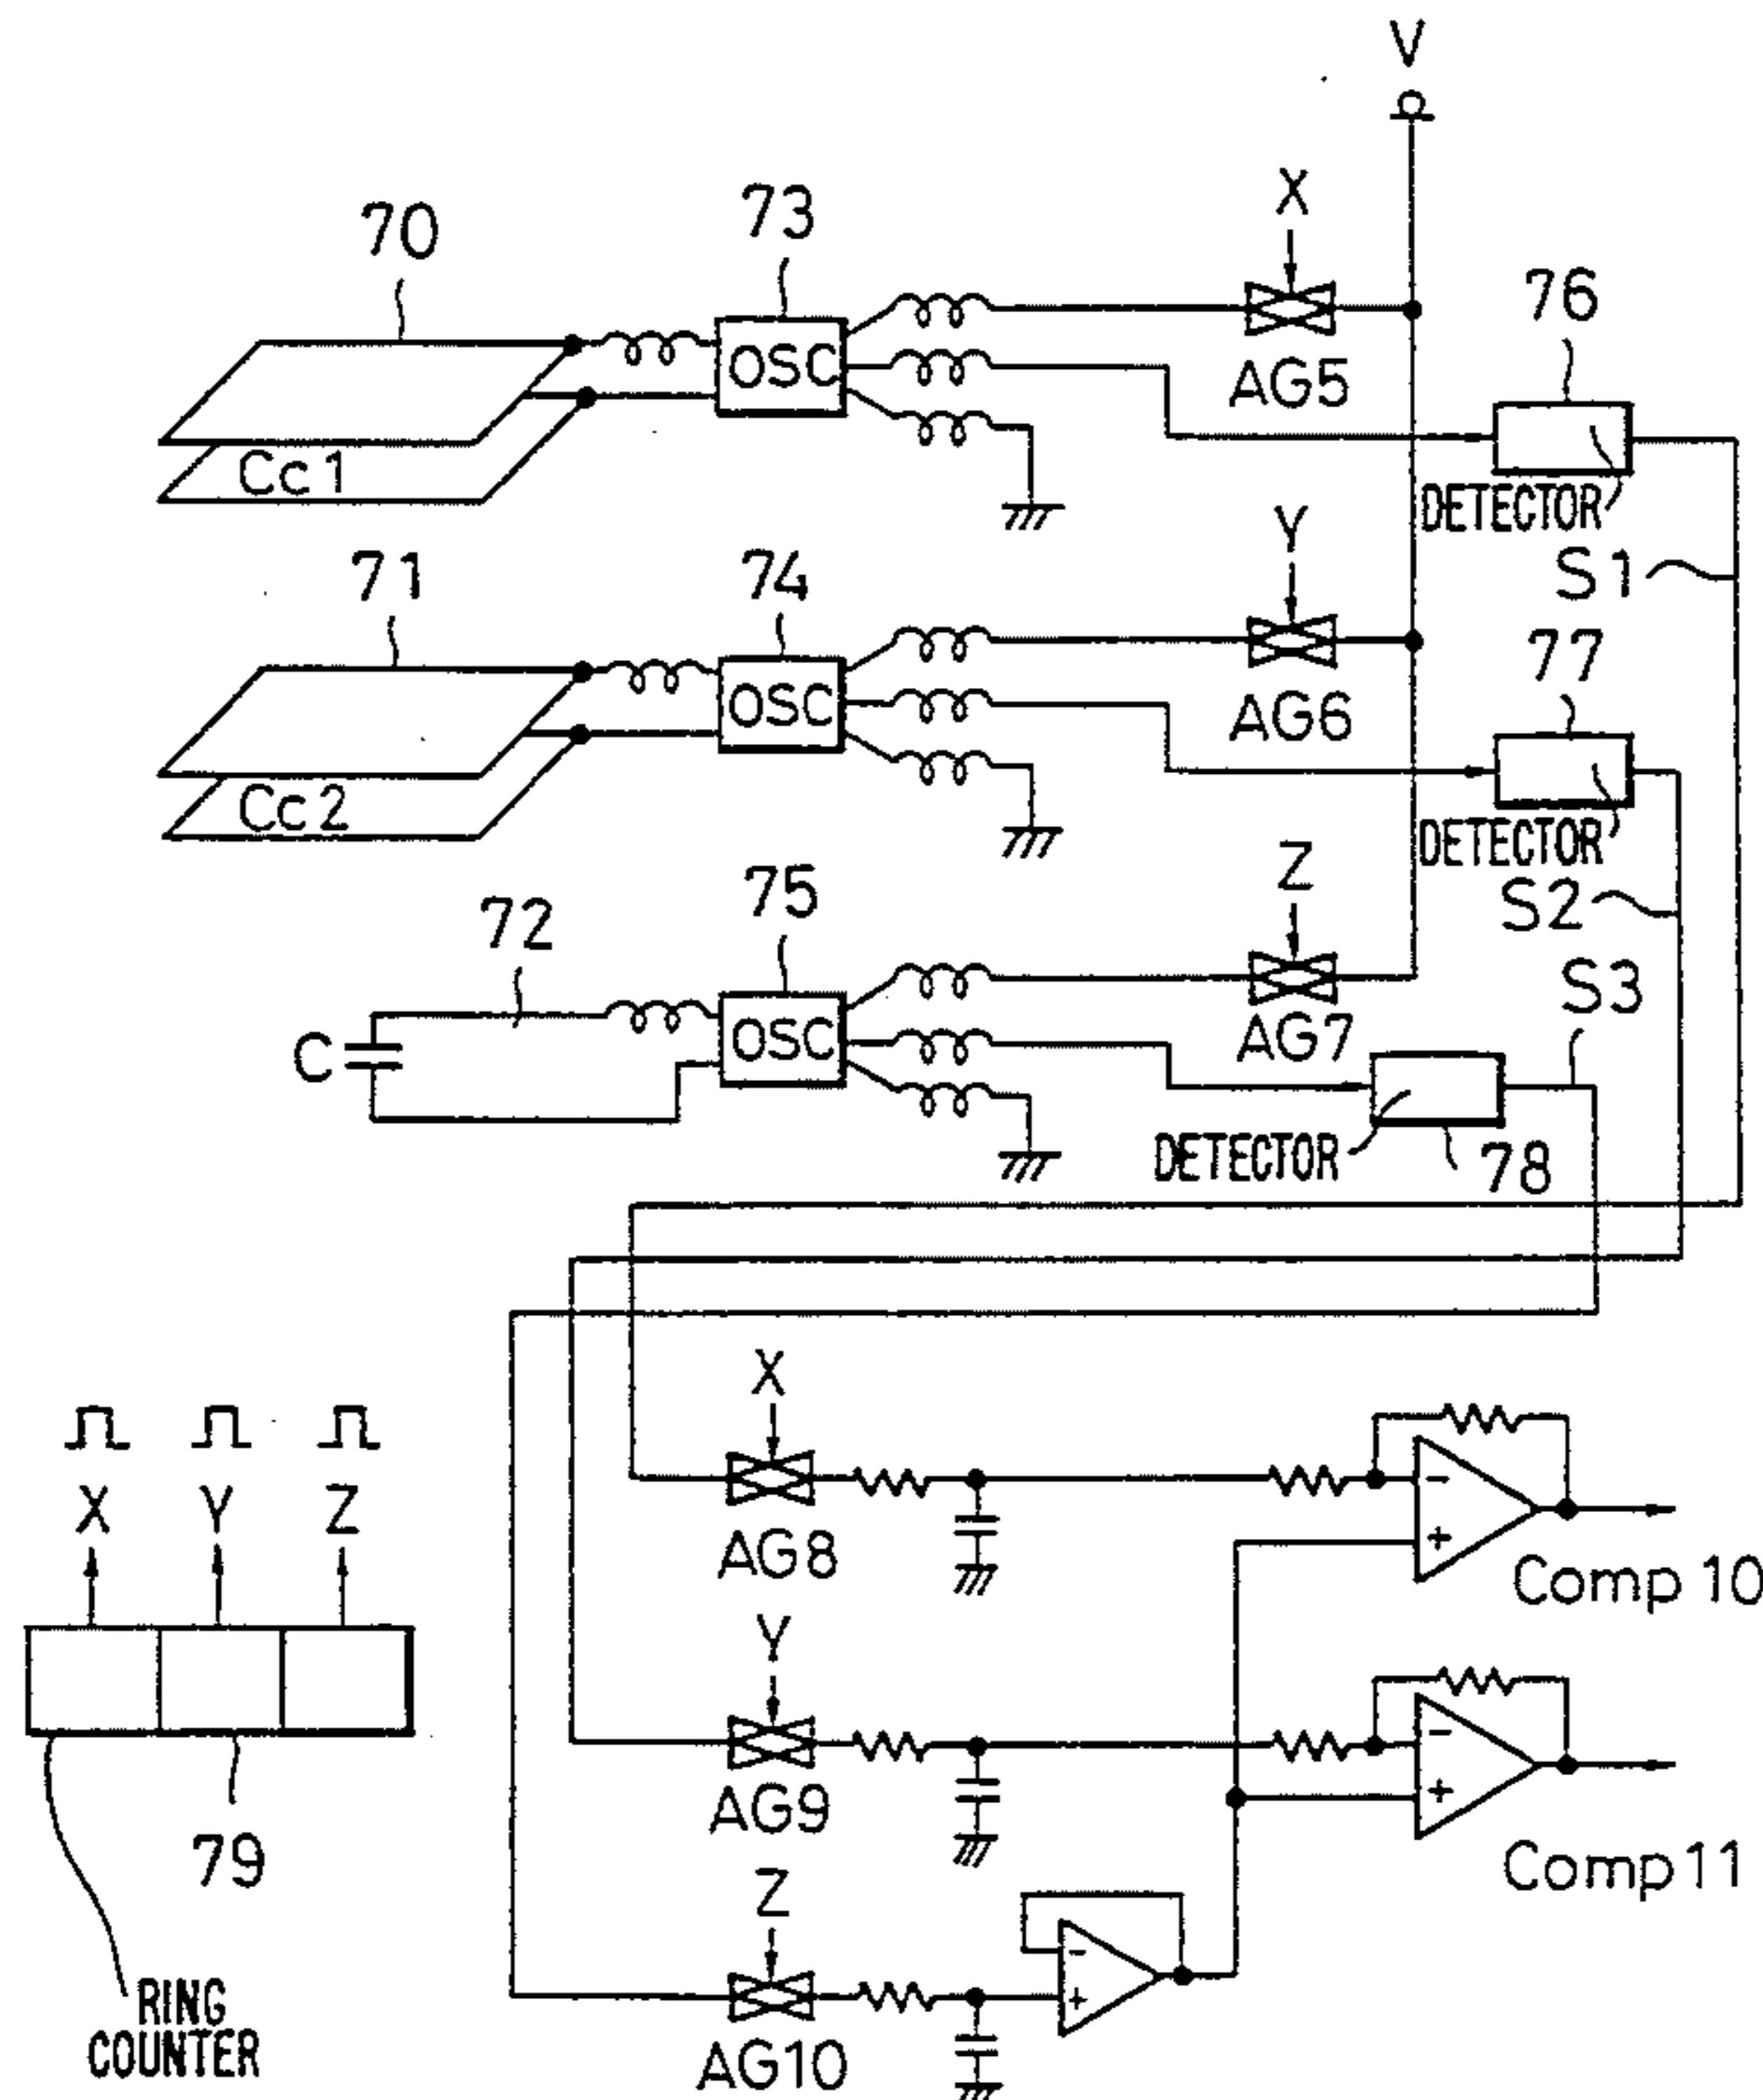 V
X
73
70
76
OSC
AG5
Cc1
DETECTOR
Y
S1
71
74
77
OSC
AG6
Cc2
DETECTOR
Z
S2
75
72
S3
C
OSC
AG7
DETECTOR
78
X
X Y Z
- +
AG8
Comp 10
Y
- +
AG9
79
Comp 11
Z
- +
RING
COUNTER
AG10